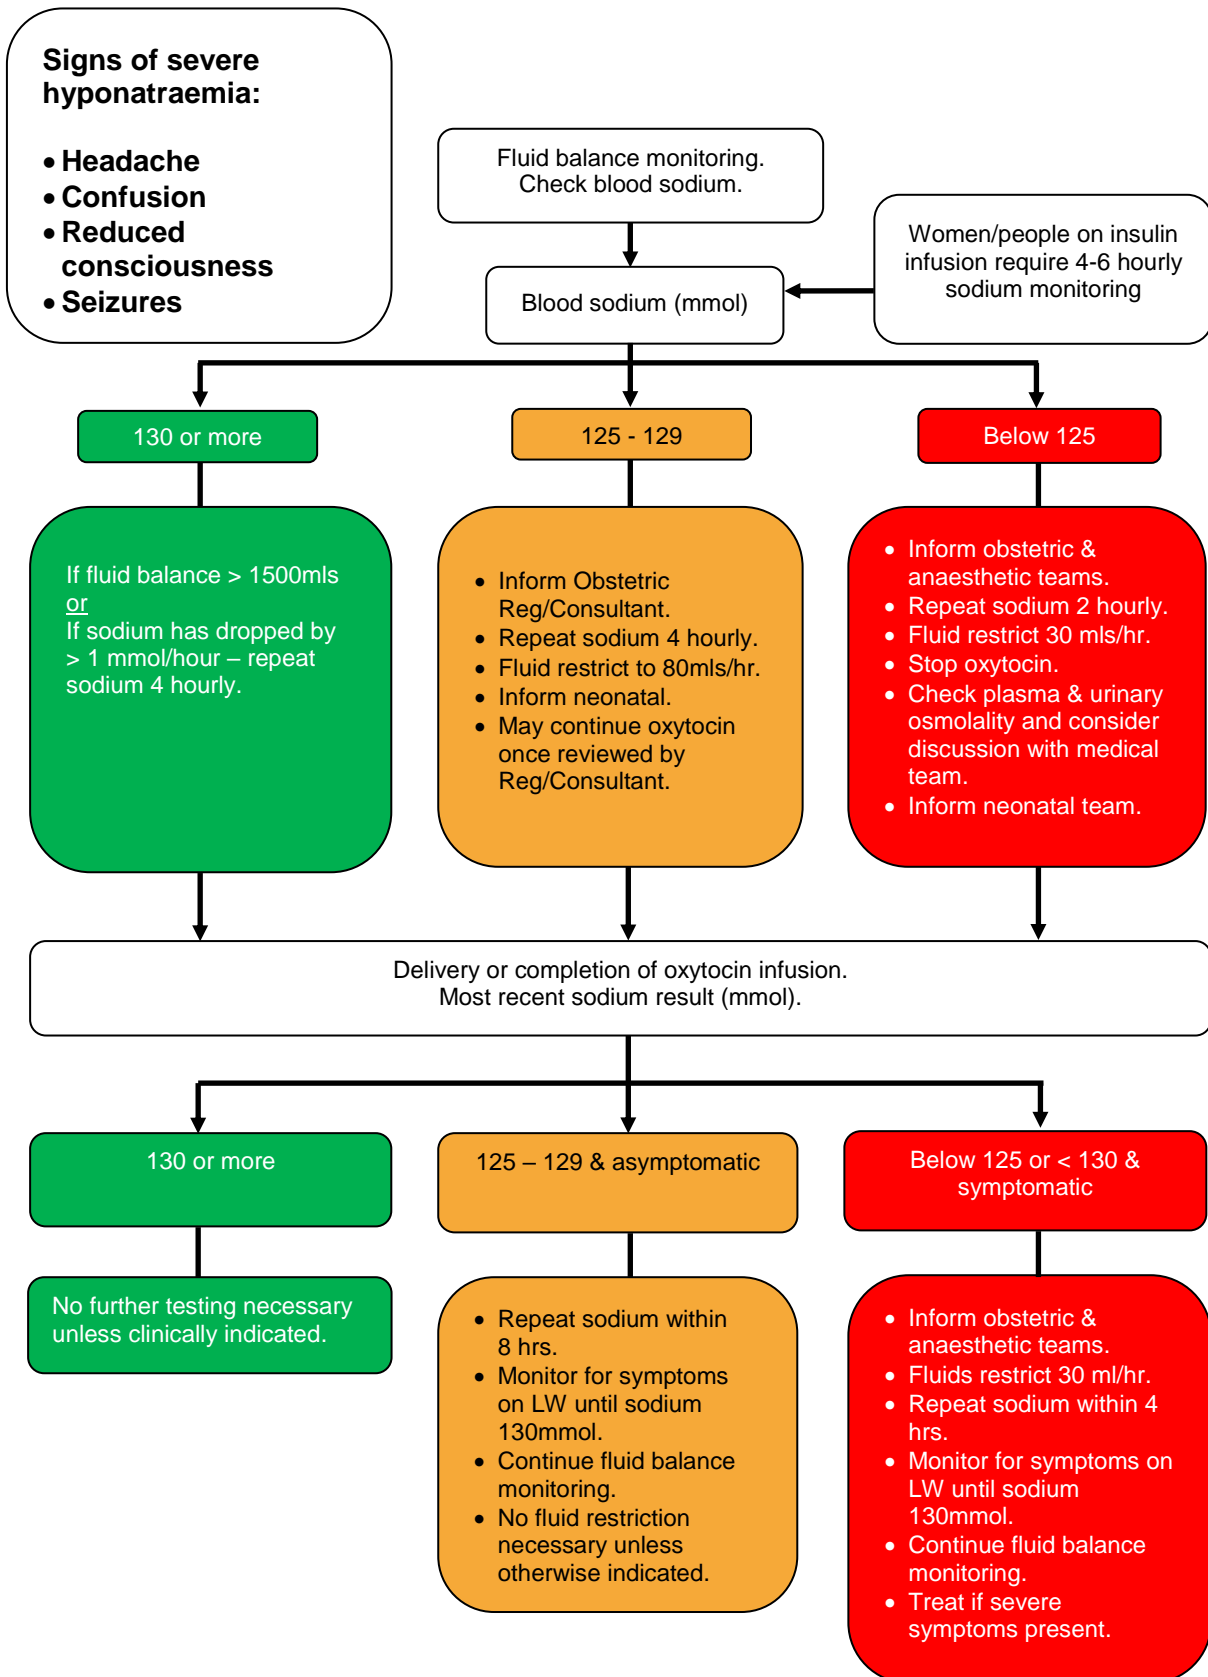 Signs of severe
hyponatraemia:
• Headache
• Confusion
• Reduced
consciousness
• Seizures
Fluid balance monitoring.
Check blood sodium.
Women/people on insulin
infusion require 4-6 hourly
sodium monitoring
Blood sodium (mmol)
130 or more
125 - 129
Below 125
If fluid balance > 1500mls
or
If sodium has dropped by
> 1 mmol/hour – repeat
sodium 4 hourly.
• Inform Obstetric
Reg/Consultant.
• Repeat sodium 4 hourly.
• Fluid restrict to 80mls/hr.
• Inform neonatal.
• May continue oxytocin
once reviewed by
Reg/Consultant.
• Inform obstetric &
anaesthetic teams.
• Repeat sodium 2 hourly.
• Fluid restrict 30 mls/hr.
• Stop oxytocin.
• Check plasma & urinary
osmolality and consider
discussion with medical
team.
• Inform neonatal team.
Delivery or completion of oxytocin infusion.
Most recent sodium result (mmol).
130 or more
125 – 129 & asymptomatic
Below 125 or < 130 &
symptomatic
No further testing necessary
unless clinically indicated.
• Repeat sodium within
8 hrs.
• Monitor for symptoms
on LW until sodium
130mmol.
• Continue fluid balance
monitoring.
• No fluid restriction
necessary unless
otherwise indicated.
• Inform obstetric &
anaesthetic teams.
• Fluids restrict 30 ml/hr.
• Repeat sodium within 4
hrs.
• Monitor for symptoms on
LW until sodium
130mmol.
• Continue fluid balance
monitoring.
• Treat if severe
symptoms present.